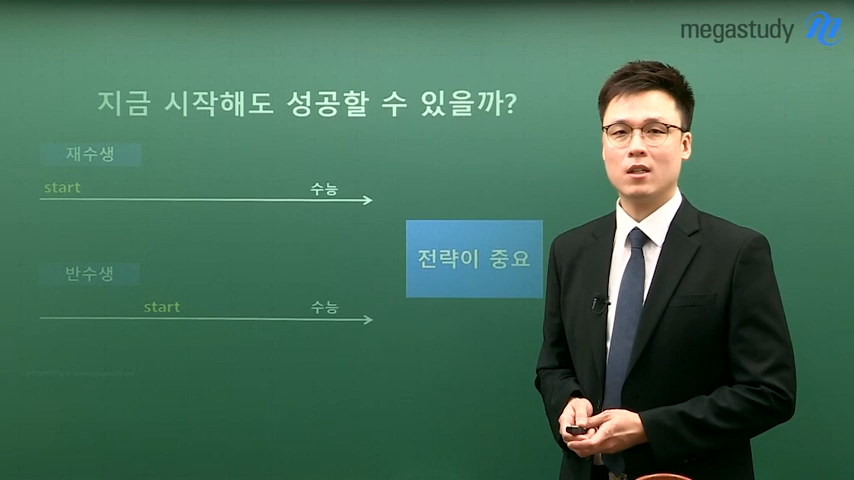 megastudy
지금 시작해도 성공할 수 있을까?
재수생
start 수능
전략이 중요
반수생
start 수능